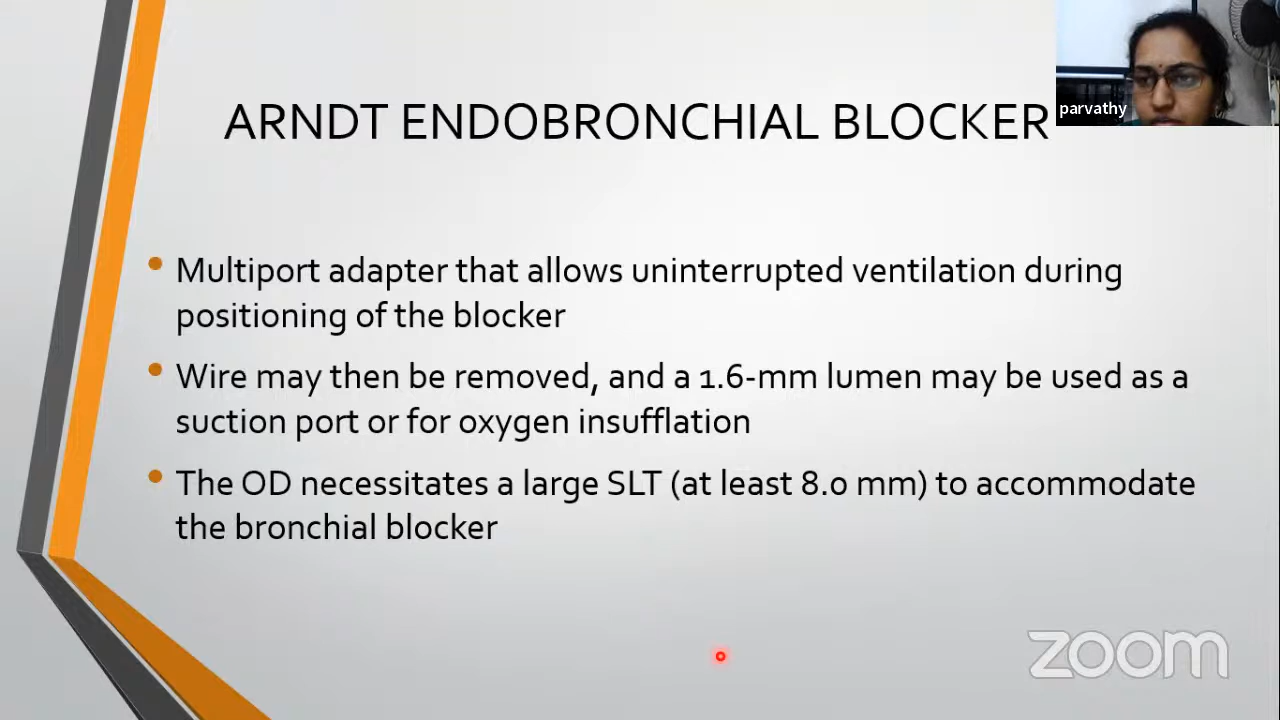 ARNDT ENDOBRONCHIAL BLOCKER
parvathy
Multiport adapter that allows uninterrupted ventilation during
positioning of the blocker
Wire may then be removed, and a 1.6-mm lumen may be used as a
suction port or for oxygen insufflation
The OD necessitates a large SLT (at least 8.0 mm) to accommodate
the bronchial blocker
zoom